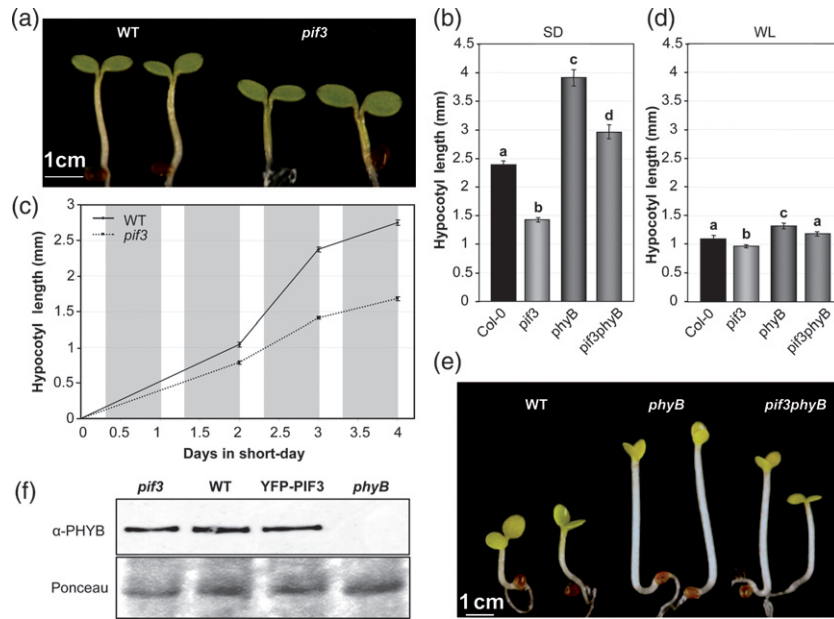 (a)
WT
pif3
1cm
(b)
SD
Hypocotyl length (mm)
4.5
4
3.5
3
2.5
2
1.5
1
0.5
0
a
b
c
d
Col-0
pif3
phyB
pif3phyB
(d)
WL
Hypocotyl length (mm)
4.5
4
3.5
3
2.5
2
1.5
1
0.5
0
a
b
c
a
Col-0
pif3
phyB
pif3phyB
(c)
Hypocotyl length (mm)
3
2.5
2
1.5
1
0.5
0
WT
pif3
0 0.5 1 1.5 2 2.5 3 3.5 4
Days in short-day
(e)
WT
phyB
pif3phyB
1 cm
(f)
pif3 WT YFP-PIF3 phyB
α-PHYB
Ponceau